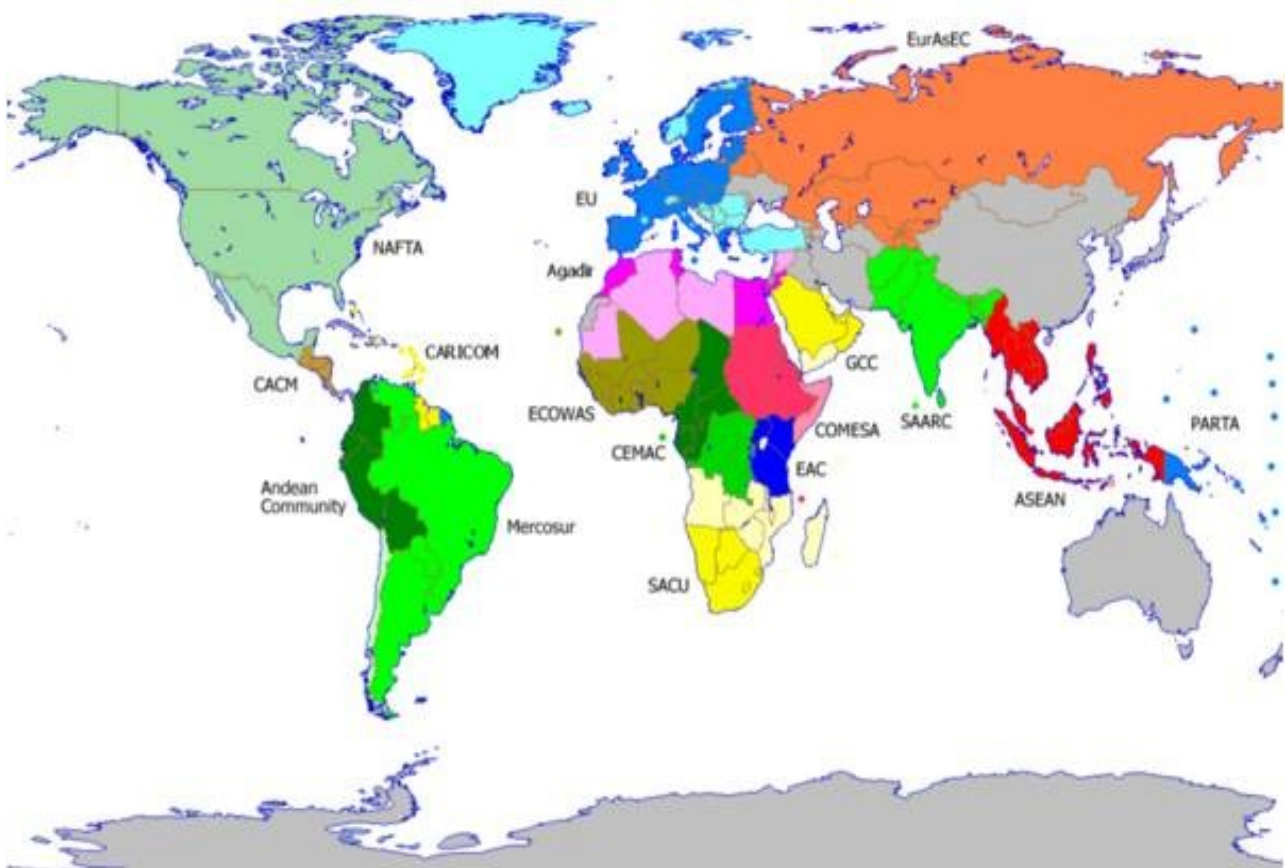 EurAsEC
EU
NAFTA
Agadir
CARICOM
GCC
CACM
ECOWAS
COMESA
SAARC
PARTA
CEMAC
EAC
Andean
Community
ASEAN
Mercosur
SACU